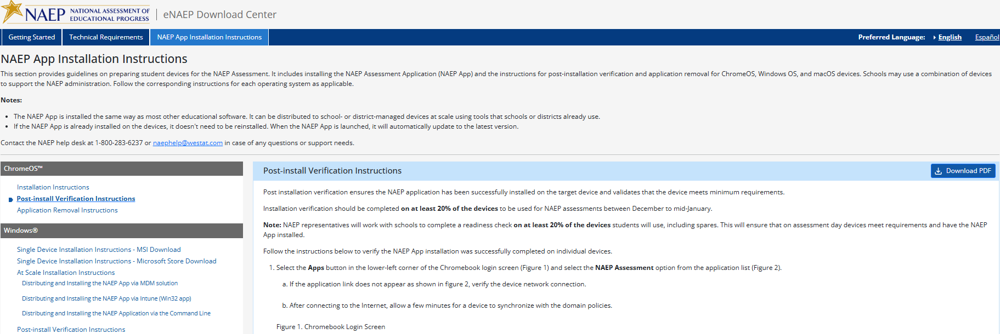 NAEP NATIONAL ASSESSMENT OF
EDUCATIONAL PROGRESS
eNAEP Download Center
Getting Started Technical Requirements NAEP App Installation Instructions Preferred Language: English Español
NAEP App Installation Instructions
This section provides guidelines on preparing student devices for the NAEP Assessment. It includes installing the NAEP Assessment Application (NAEP App) and the instructions for post-installation verification and application removal for ChromeOS, Windows OS, and macOS devices. Schools may use a combination of devices
to support the NAEP administration. Follow the corresponding instructions for each operating system as applicable.
Notes:
• The NAEP App is installed the same way as most other educational software. It can be distributed to school- or district-managed devices at scale using tools that schools or districts already use.
• If the NAEP App is already installed on the devices, it doesn't need to be reinstalled. When the NAEP App is launched, it will automatically update to the latest version.
Contact the NAEP help desk at 1-800-283-6237 or naephelp@westat.com in case of any questions or support needs.
ChromeOS™
Installation Instructions
Post-install Verification Instructions
Application Removal Instructions
Windows®
Single Device Installation Instructions - MSI Download
Single Device Installation Instructions - Microsoft Store Download
At Scale Installation Instructions
Distributing and Installing the NAEP App via MDM solution
Distributing and Installing the NAEP App via Intune (Win32 app)
Distributing and Installing the NAEP Application via the Command Line
Post-install Verification Instructions
Post-install Verification Instructions
Download PDF
Post installation verification ensures the NAEP application has been successfully installed on the target device and validates that the device meets minimum requirements.
Installation verification should be completed on at least 20% of the devices to be used for NAEP assessments between December to mid-January.
Note: NAEP representatives will work with schools to complete a readiness check on at least 20% of the devices students will use, including spares. This will ensure that on assessment day devices meet requirements and have the NAEP
App installed.
Follow the instructions below to verify the NAEP App installation was successfully completed on individual devices.
1. Select the Apps button in the lower-left corner of the Chromebook login screen (Figure 1) and select the NAEP Assessment option from the application list (Figure 2).
a. If the application link does not appear as shown in figure 2, verify the device network connection.
b. After connecting to the Internet, allow a few minutes for a device to synchronize with the domain policies.
Figure 1. Chromebook Login Screen